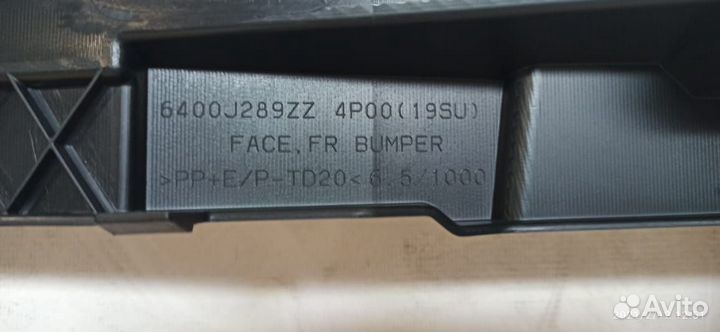 6400J289ZZ 4P00(19SU)
FACE, FR BUMPER
>PP+E/P-TD20< 6.5/1000
Avito